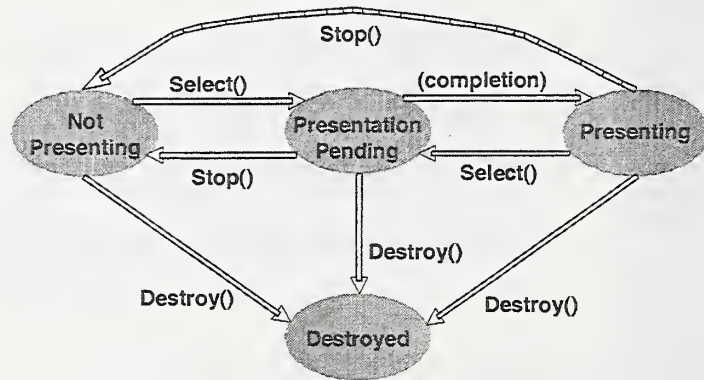 Stop()
Select()
(completion)
Not
Presenting
Presentation
Pending
Presenting
Stop()
Select()
Destroy()
Destroy()
Destroy()
Destroyed